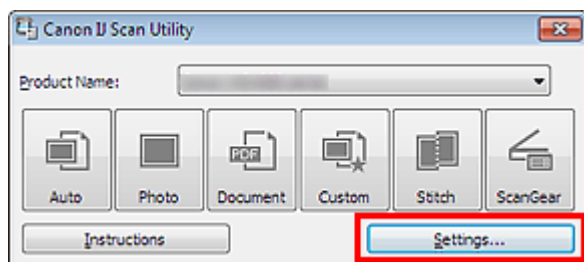 Canon IJ Scan Utility
Product Name:
PDF
Auto Photo Document Custom Stitch ScanGear
Instructions Settings...